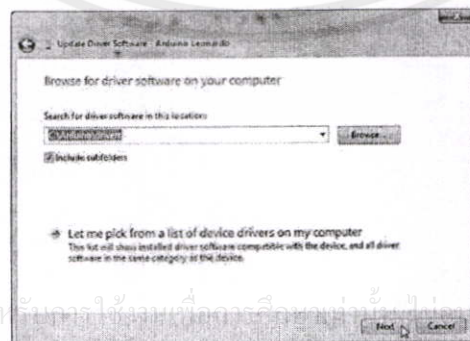 Update Driver Software - Arduino Leonardo
Browse for driver software on your computer
Search for driver software in this location:
C:\Arduino\drivers
Browse...
Include subfolders
Let me pick from a list of device drivers on my computer
This list will show installed driver software compatible with the device, and all driver
software in the same category as the device.
Next
Cancel